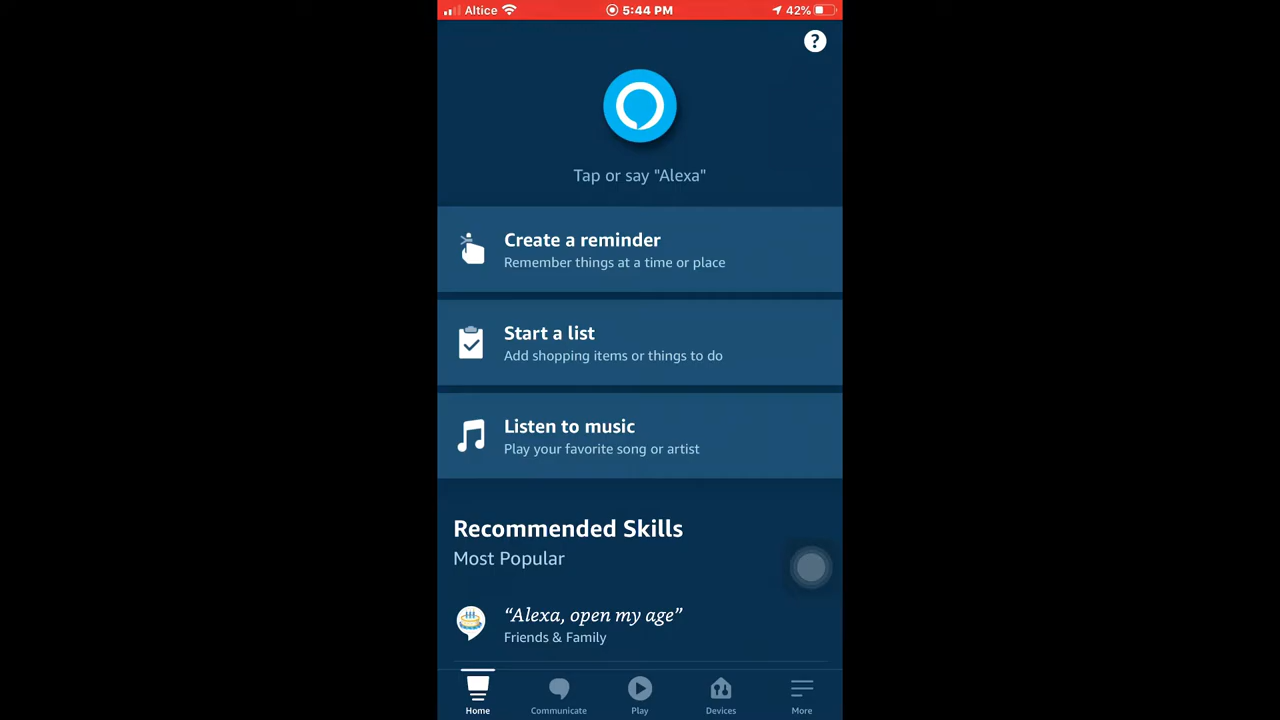 Altice 5:44 PM 42%
?
Tap or say "Alexa"
Create a reminder
Remember things at a time or place
Start a list
Add shopping items or things to do
Listen to music
Play your favorite song or artist
Recommended Skills
Most Popular
“Alexa, open my age”
Friends & Family
Home Communicate Play Devices More